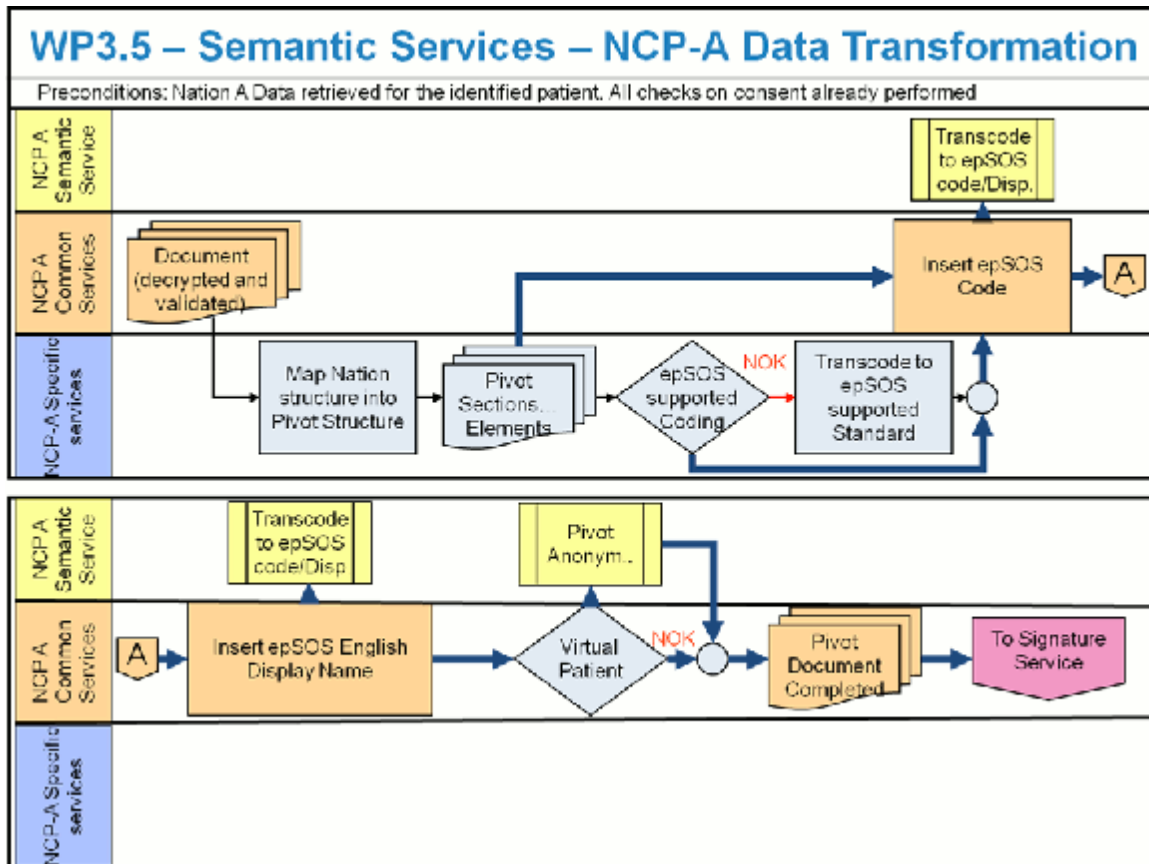 WP3.5 – Semantic Services – NCP-A Data Transformation
Preconditions: Nation A Data retrieved for the identified patient. All checks on consent already performed
NCP A
Semantic
Service
Transcode
to epSOS
code/Disp.
NCP A
Common
Services
Document
(decrypted and
validated)
Insert epSOS
Code
A
NCP-A Specific
services
Map Nation
structure into
Pivot Structure
Pivot
Sections...
Elements
epSOS
supported
Coding
NOK
Transcode to
epSOS
supported
Standard
NCP A
Semantic
Service
Transcode
to epSOS
code/Disp
Pivot
Anonym..
NCP A
Common
Services
A
Insert epSOS English
Display Name
Virtual
Patient
NOK
Pivot
Document
Completed
To Signature
Service
NCP-A Specific
services